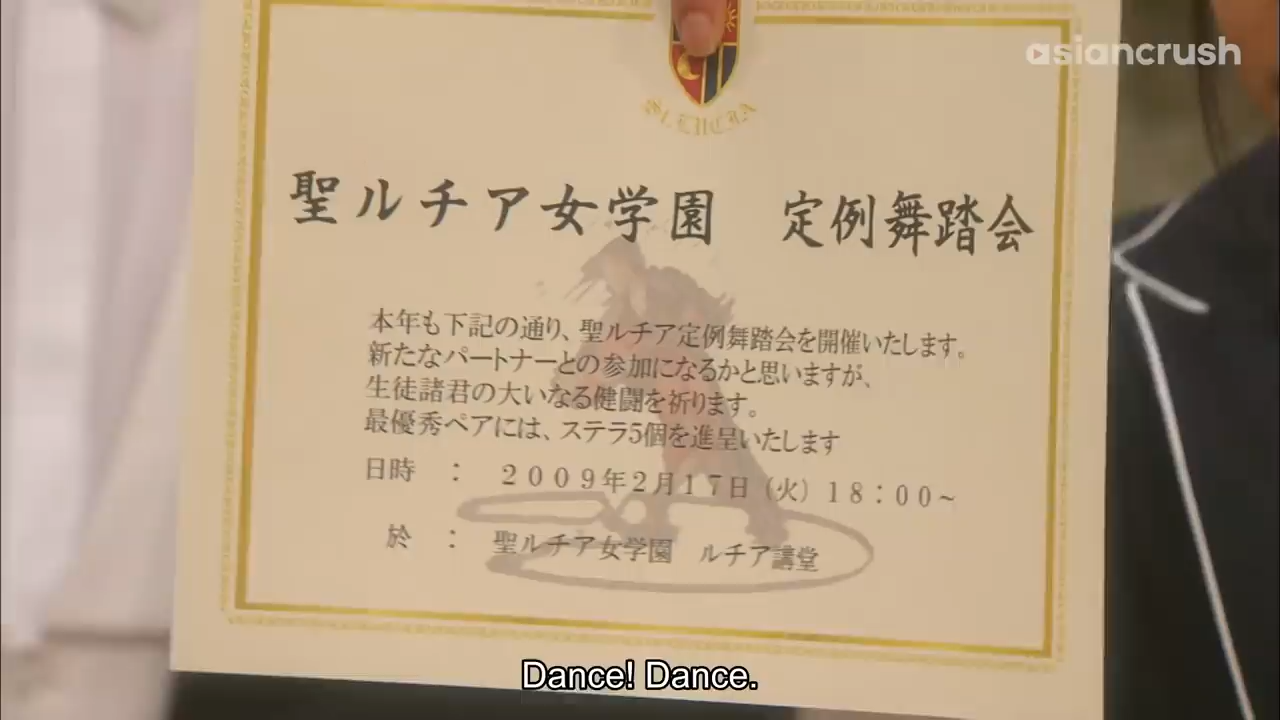 asiancrush
St. LUCIA
聖ルチア女学園 定例舞踏会
本年も下記の通り、聖ルチア定例舞踏会を開催いたします。
新たなパートナーとの参加になるかと思いますが、
生徒諸君の大いなる健闘を祈ります。
最優秀ペアには、ステラ5個を進呈いたします
日時 : 2009年2月17日(火)18:00~
於 : 聖ルチア女学園 ルチア講堂
Dance! Dance.